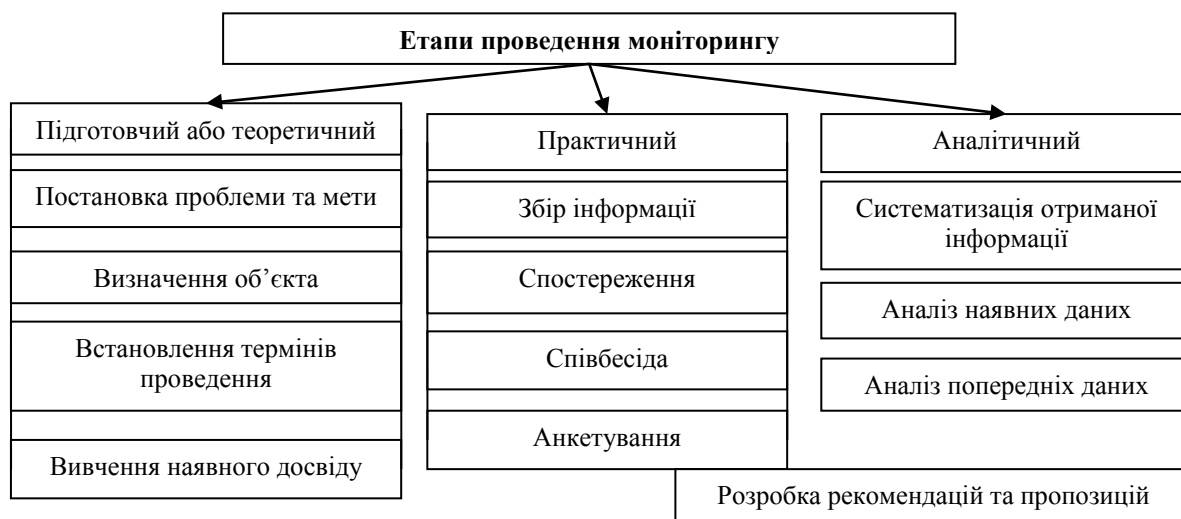 Етапи проведення моніторингу
Підготовчий або теоретичний
Постановка проблеми та мети
Визначення об’єкта
Встановлення термінів
проведення
Вивчення наявного досвіду
Практичний
Збір інформації
Спостереження
Співбесіда
Анкетування
Аналітичний
Систематизація отриманої
інформації
Аналіз наявних даних
Аналіз попередніх даних
Розробка рекомендацій та пропозицій